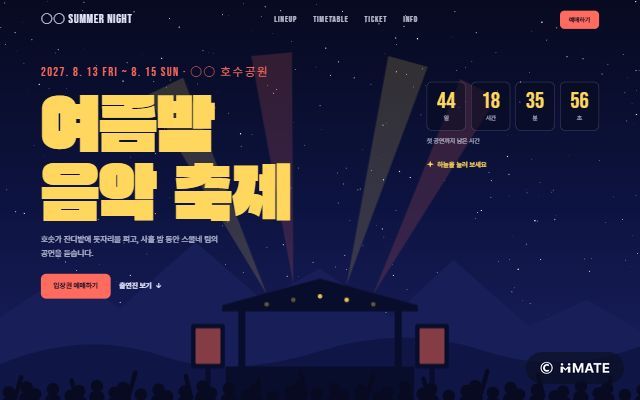 ○○ SUMMER NIGHT
LINEUP TIMETABLE TICKET INFO
예매하기
2027. 8. 13 FRI ~ 8. 15 SUN · ○○ 호수공원
여름밤
음악 축제
호숫가 잔디밭에 돗자리를 펴고, 사흘 밤 동안 스물네 팀의
공연을 듣습니다.
입장권 예매하기
출연진 보기 ↓
44 18 35 56
일 시간 분 초
첫 공연까지 남은 시간
하늘을 눌러 보세요
© MMATE